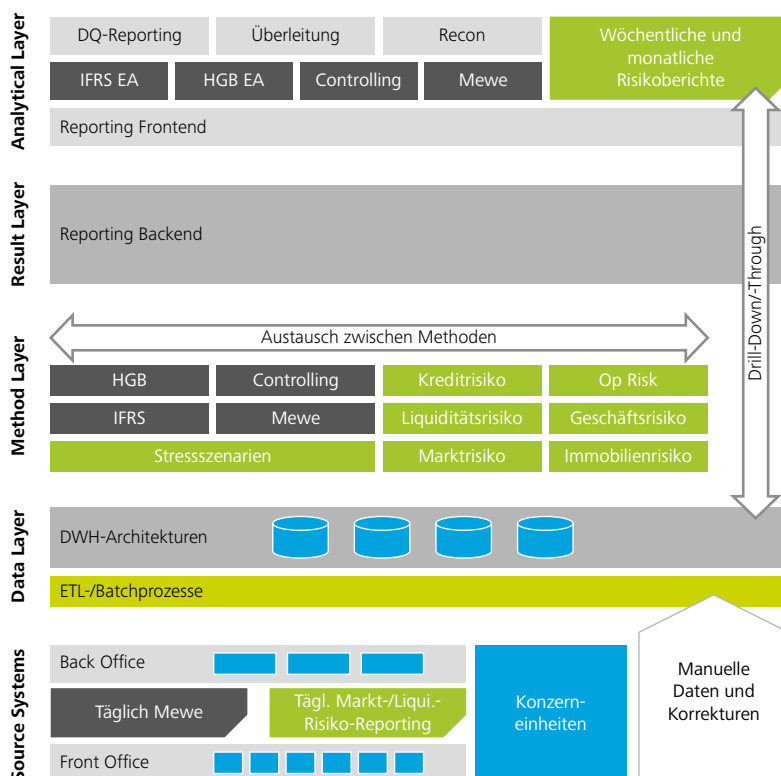 Analytical Layer
DQ-Reporting
Überleitung
Recon
Wöchentliche und
monatliche
Risikoberichte
IFRS EA
HGB EA
Controlling
Mewe
Reporting Frontend
Result Layer
Reporting Backend
Drill-Down/-Through
Method Layer
Austausch zwischen Methoden
HGB
Controlling
Kreditrisiko
Op Risk
IFRS
Mewe
Liquiditätsrisiko
Geschäftsrisiko
Stressszenarien
Marktrisiko
Immobilienrisiko
Data Layer
DWH-Architekturen
ETL-/Batchprozesse
Source Systems
Back Office
Täglich Mewe
Tägl. Markt-/Liqui.-
Risiko-Reporting
Front Office
Konzern-
einheiten
Manuelle
Daten und
Korrekturen